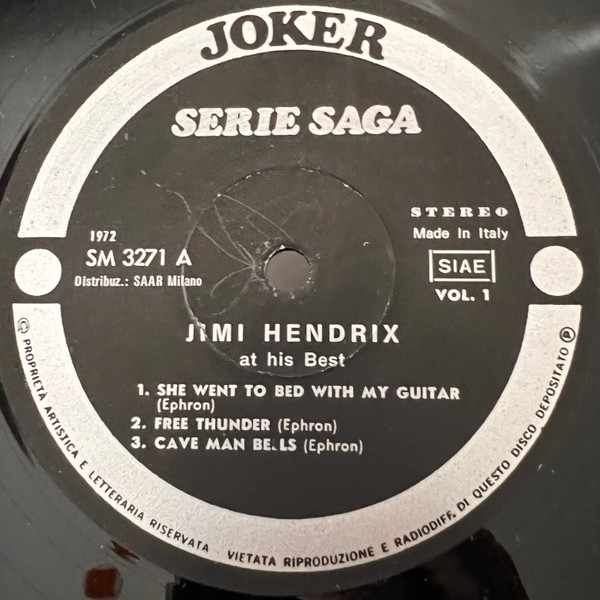 JOKER
SERIE SAGA
STEREO
Made In Italy
SIAE
VOL. 1
1972
SM 3271 A
Distribuz.: SAAR Milano
JIMI HENDRIX
at his Best
1. SHE WENT TO BED WITH MY GUITAR
(Ephron)
2. FREE THUNDER (Ephron)
3. CAVE MAN BELLS (Ephron)
Ⓒ PROPRIETA ARTISTICA E LETTERARIA RISERVATA VIETATA RIPRODUZIONE E RADIODIFF. DI QUESTO DISCO DEPOSITATO Ⓟ